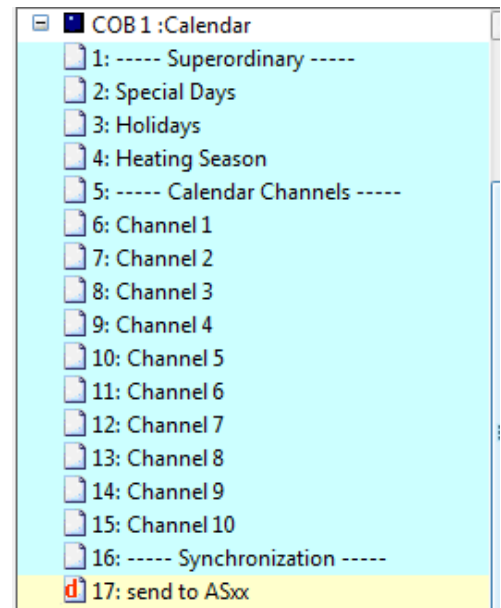 COB 1 :Calendar
1: ----- Superordinary -----
2: Special Days
3: Holidays
4: Heating Season
5: ----- Calendar Channels -----
6: Channel 1
7: Channel 2
8: Channel 3
9: Channel 4
10: Channel 5
11: Channel 6
12: Channel 7
13: Channel 8
14: Channel 9
15: Channel 10
16: ----- Synchronization -----
d 17: send to ASxx